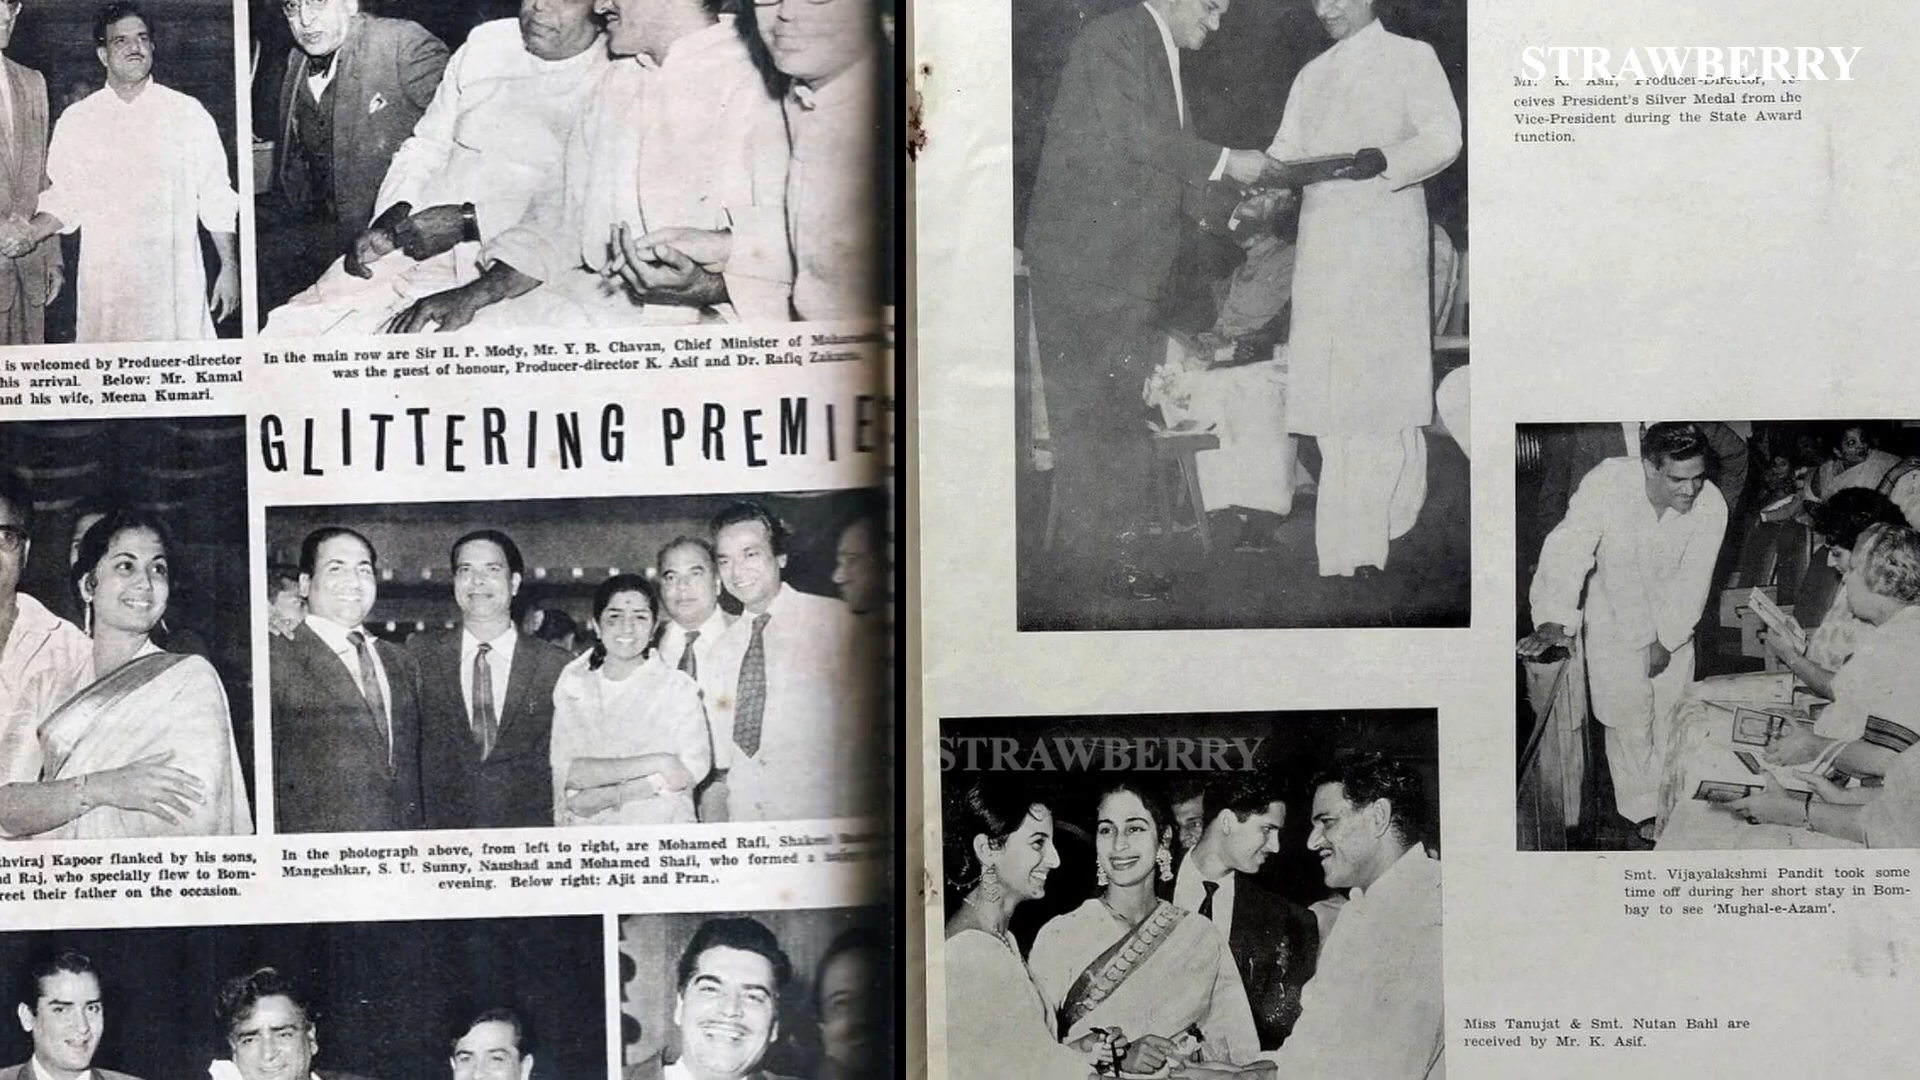 is welcomed by Producer-director
his arrival. Below: Mr. Kamal
and his wife, Meena Kumari.
In the main row are Sir H. P. Mody, Mr. Y. B. Chavan, Chief Minister of
was the guest of honour, Producer-director K. Asif and Dr. Rafiq
GLITTERING PREMIE
thviraj Kapoor flanked by his sons,
nd Raj, who specially flew to Bom-
reet their father on the occasion.
In the photograph above, from left to right, are Mohamed Rafi, Shakeel
Mangeshkar, S. U. Sunny, Naushad and Mohamed Shafi, who formed a
evening. Below right: Ajit and Pran.
STRAWBERRY
Mr. K. Asif, Producer-Director, re-
ceives President's Silver Medal from the
Vice-President during the State Award
function.
Smt. Vijayalakshmi Pandit took some
time off during her short stay in Bom-
bay to see 'Mughal-e-Azam'.
STRAWBERRY
Miss Tanujat & Smt. Nutan Bahl are
received by Mr. K. Asif.